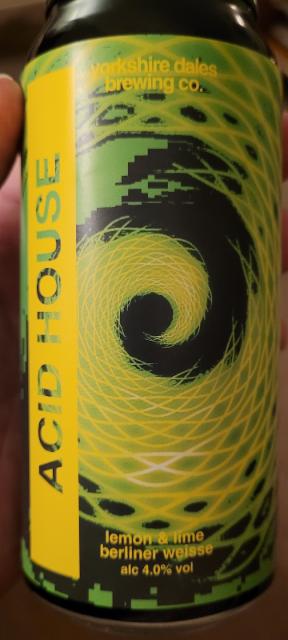 yorkshire dales
brewing co.
ACID HOUSE
lemon & lime
berliner weisse
alc 4.0% vol